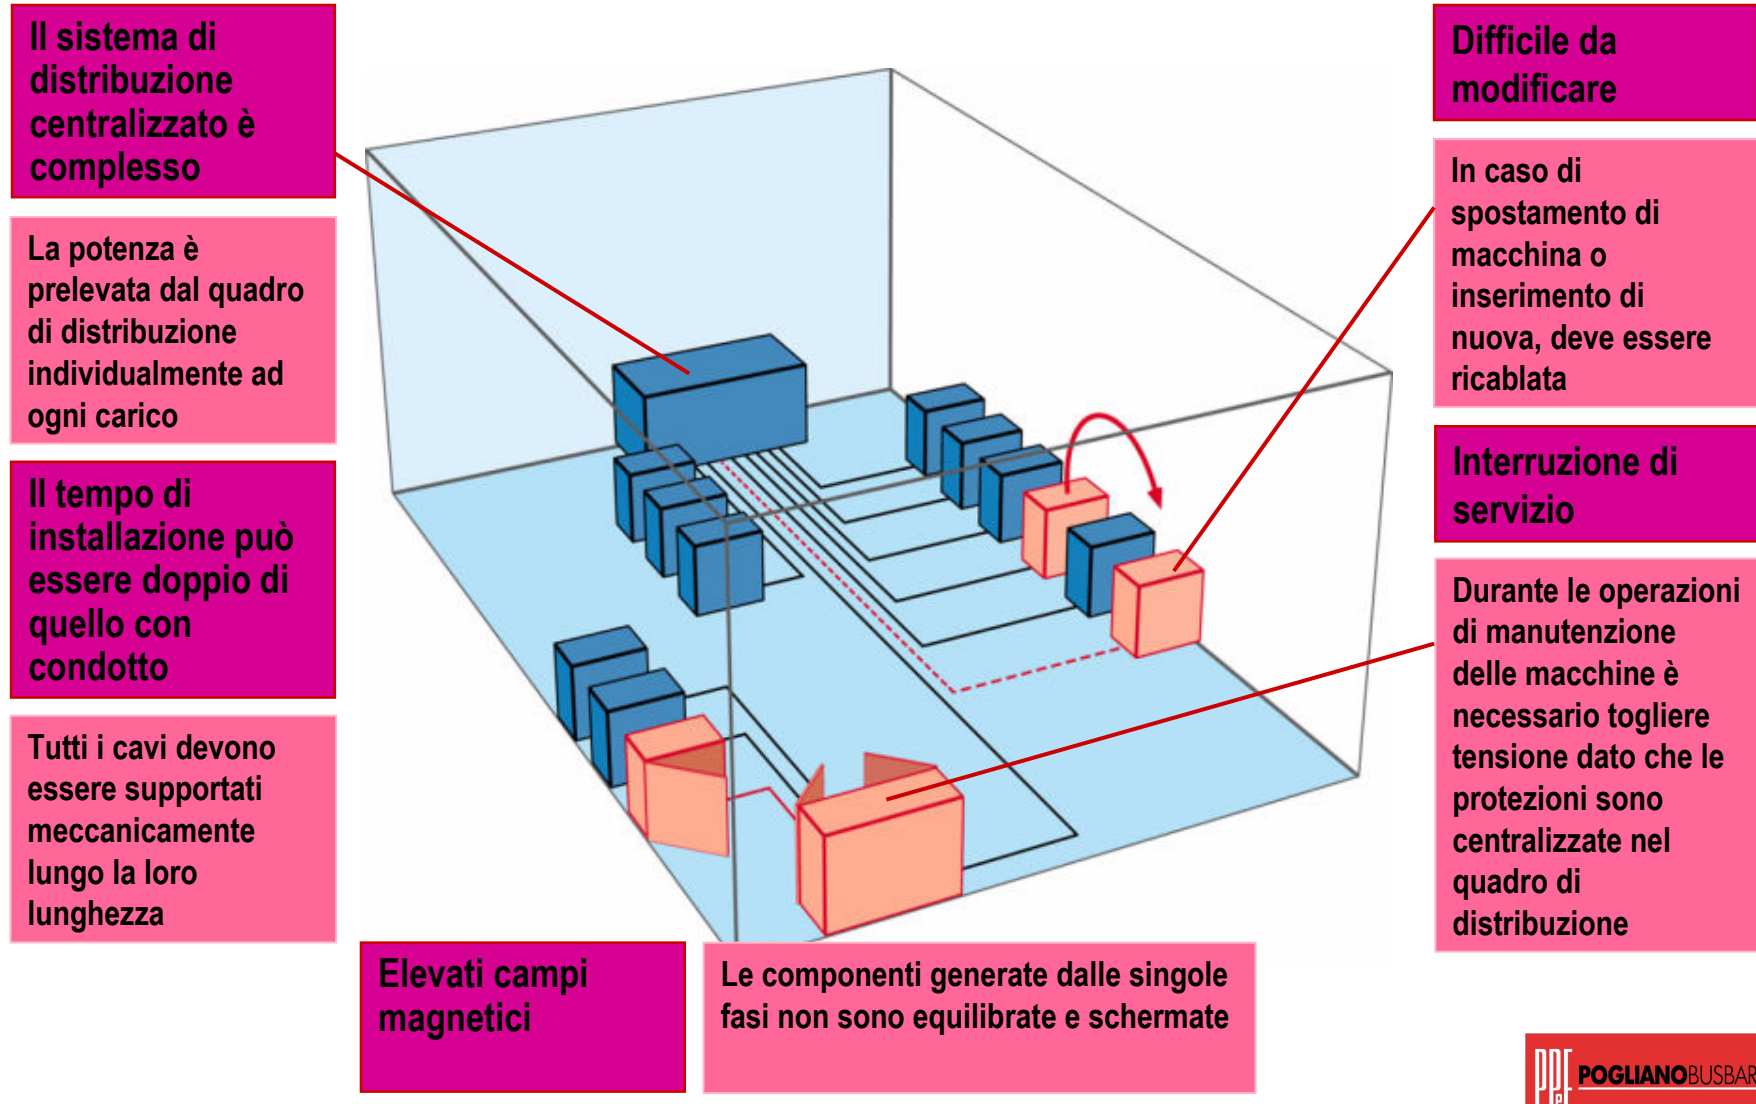 Il sistema di
distribuzione
centralizzato è
complesso
La potenza è
prelevata dal quadro
di distribuzione
individualmente ad
ogni carico
Il tempo di
installazione può
essere doppio di
quello con
condotto
Tutti i cavi devono
essere supportati
meccanicamente
lungo la loro
lunghezza
Elevati campi
magnetici
Le componenti generate dalle singole
fasi non sono equilibrate e schermate
Difficile da
modificare
In caso di
spostamento di
macchina o
inserimento di
nuova, deve essere
ricablata
Interruzione di
servizio
Durante le operazioni
di manutenzione
delle macchine è
necessario togliere
tensione dato che le
protezioni sono
centralizzate nel
quadro di
distribuzione
POGLIANOBUSBAR